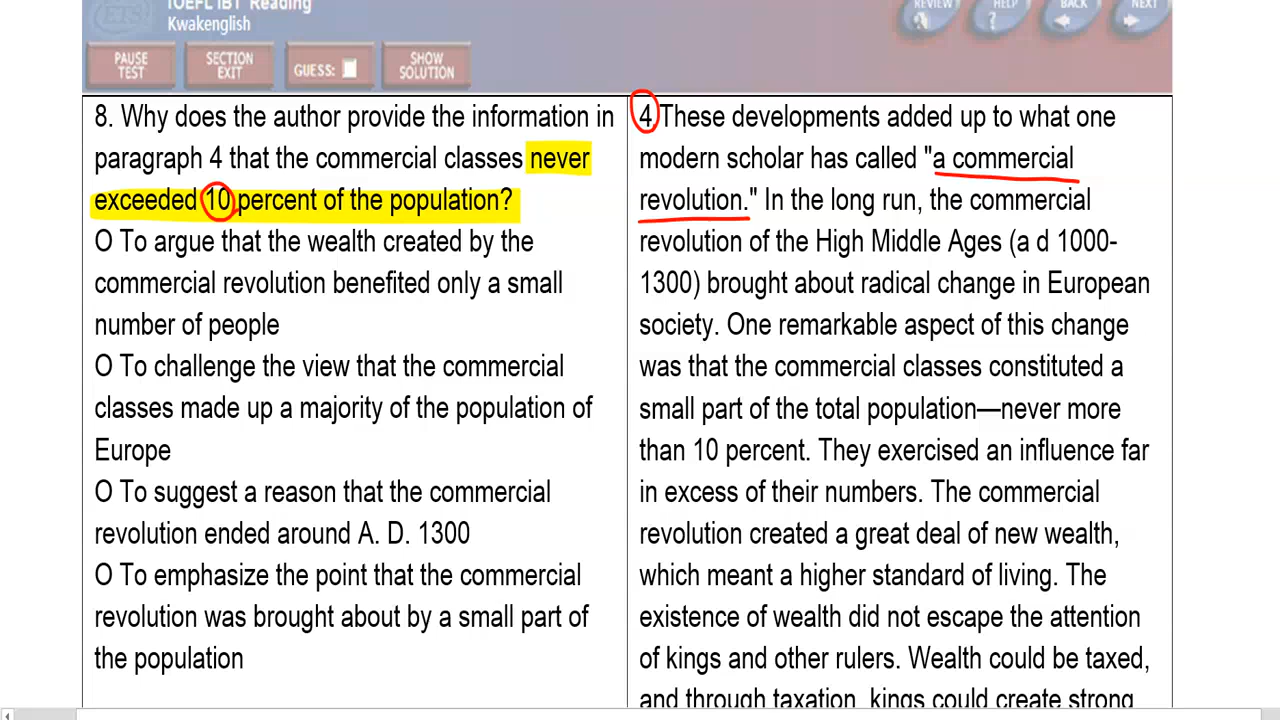 TOEFL iBT Reading
Kwakenglish
ETS
REVIEW
HELP
?
BACK
NEXT
PAUSE
TEST
SECTION
EXIT
GUESS:
SHOW
SOLUTION
8. Why does the author provide the information in
paragraph 4 that the commercial classes never
exceeded 10 percent of the population?
O To argue that the wealth created by the
commercial revolution benefited only a small
number of people
O To challenge the view that the commercial
classes made up a majority of the population of
Europe
O To suggest a reason that the commercial
revolution ended around A. D. 1300
O To emphasize the point that the commercial
revolution was brought about by a small part of
the population
4.These developments added up to what one
modern scholar has called "a commercial
revolution." In the long run, the commercial
revolution of the High Middle Ages (a d 1000-
1300) brought about radical change in European
society. One remarkable aspect of this change
was that the commercial classes constituted a
small part of the total population—never more
than 10 percent. They exercised an influence far
in excess of their numbers. The commercial
revolution created a great deal of new wealth,
which meant a higher standard of living. The
existence of wealth did not escape the attention
of kings and other rulers. Wealth could be taxed,
and through taxation, kings could create strong